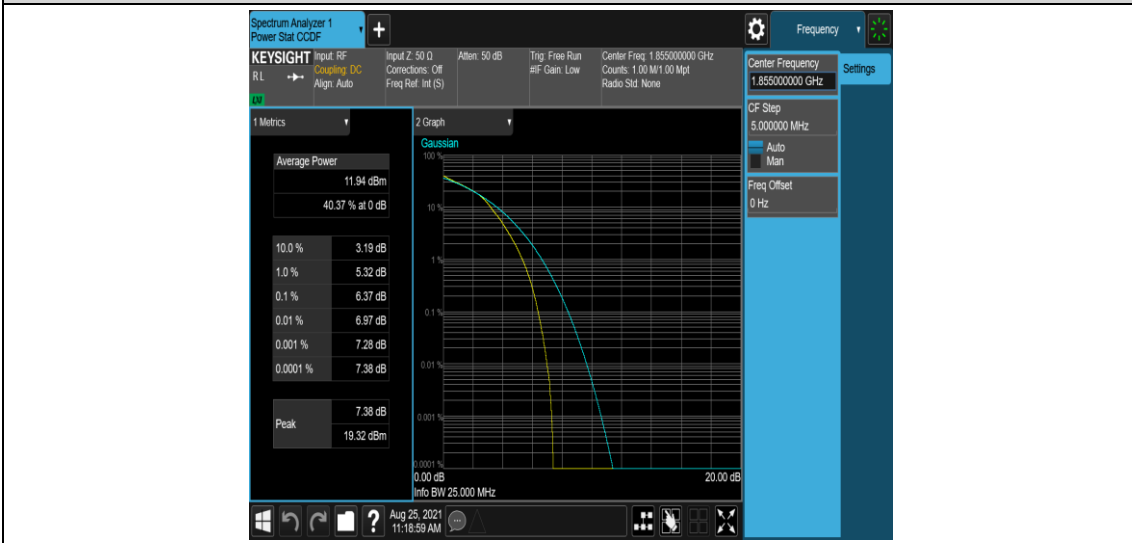 Spectrum Analyzer 1
Power Stat CCDF
+
Frequency
KEYSIGHT
RL
LXI
Input: RF
Coupling: DC
Align: Auto
Input Z: 50 Ω
Corrections: Off
Freq Ref: Int (S)
Atten: 50 dB
Trig: Free Run
#IF Gain: Low
Center Freq: 1.855000000 GHz
Counts: 1.00 M/1.00 Mpt
Radio Std: None
Center Frequency
1.855000000 GHz
Settings
CF Step
5.000000 MHz
Auto
Man
Freq Offset
0 Hz
1 Metrics
Average Power
11.94 dBm
40.37 % at 0 dB
10.0 % 3.19 dB
1.0 % 5.32 dB
0.1 % 6.37 dB
0.01 % 6.97 dB
0.001 % 7.28 dB
0.0001 % 7.38 dB
Peak
7.38 dB
19.32 dBm
2 Graph
Gaussian
100 %
10 %
1 %
0.1 %
0.01 %
0.001 %
0.0001 %
0.00 dB 20.00 dB
Info BW 25.000 MHz
?
Aug 25, 2021
11:18:59 AM